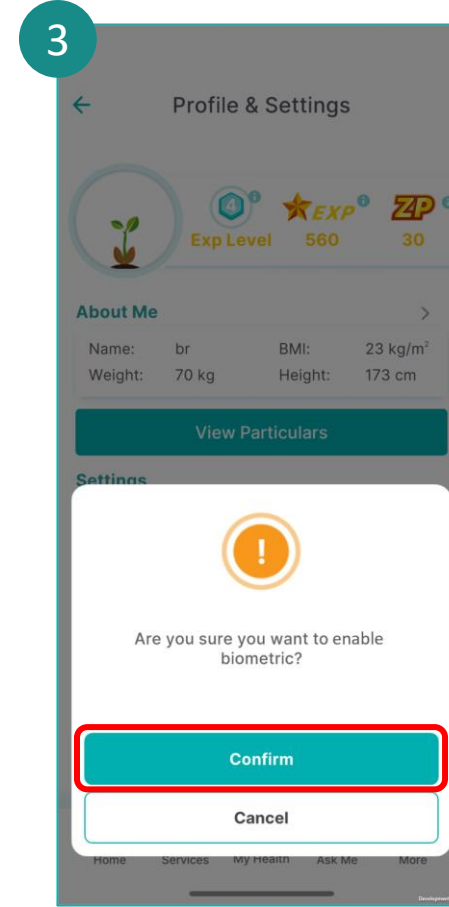 3
Profile & Settings
4
EXP
ZP
Exp Level 560 30
About Me
Name: br BMI: 23 kg/m²
Weight: 70 kg Height: 173 cm
View Particulars
Settings
!
Are you sure you want to enable
biometric?
Confirm
Cancel
Home Services My Health Ask Me More
Development